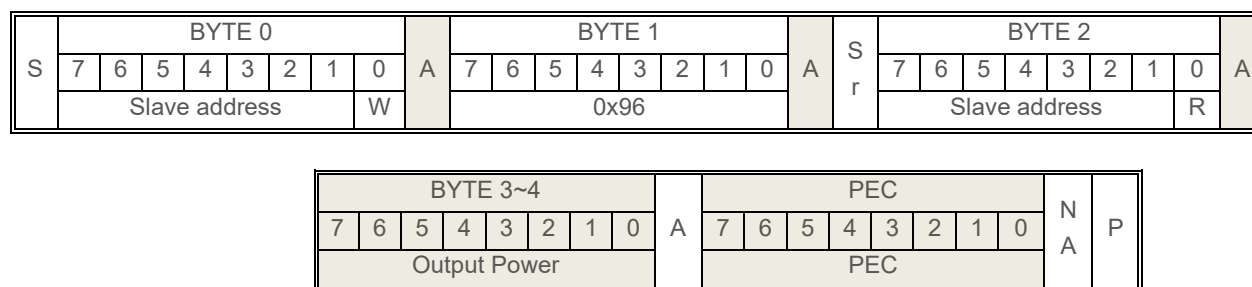 BYTE 0 BYTE 1 BYTE 2
S 7 6 5 4 3 2 1 0 A 7 6 5 4 3 2 1 0 A Sr 7 6 5 4 3 2 1 0 A
Slave address W 0x96 Slave address R
BYTE 3~4 PEC
7 6 5 4 3 2 1 0 A 7 6 5 4 3 2 1 0 NA P
Output Power PEC